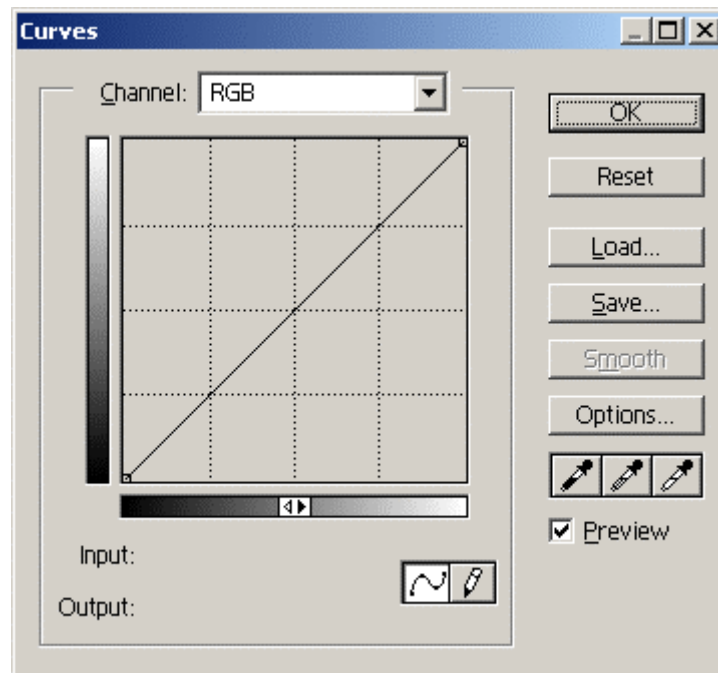 Curves
Channel: RGB
OK
Reset
Load...
Save...
Smooth
Options...
Preview
Input:
Output: